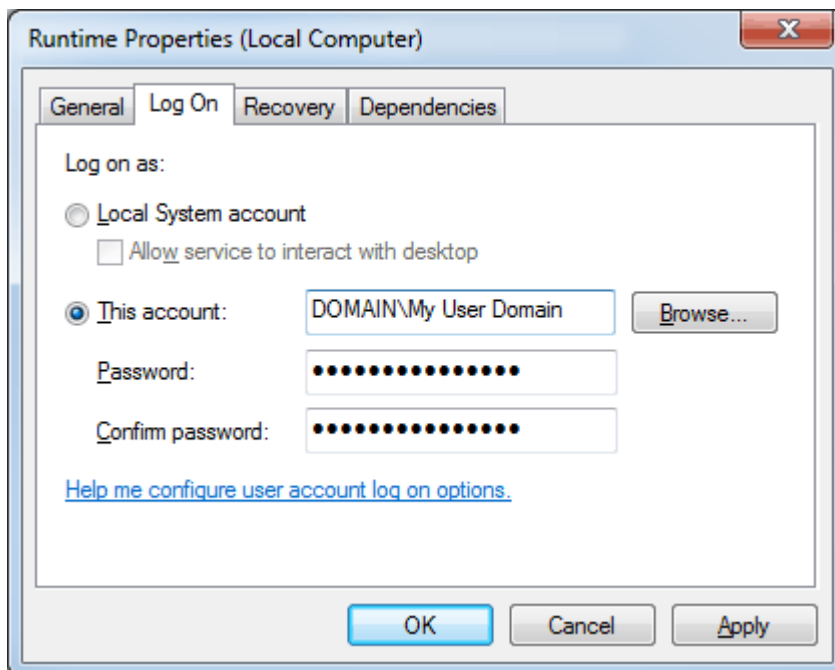 Runtime Properties (Local Computer)
General Log On Recovery Dependencies
Log on as:
Local System account
Allow service to interact with desktop
This account: DOMAIN\My User Domain Browse...
Password: •••••••••••••••
Confirm password: •••••••••••••••
Help me configure user account log on options.
OK Cancel Apply